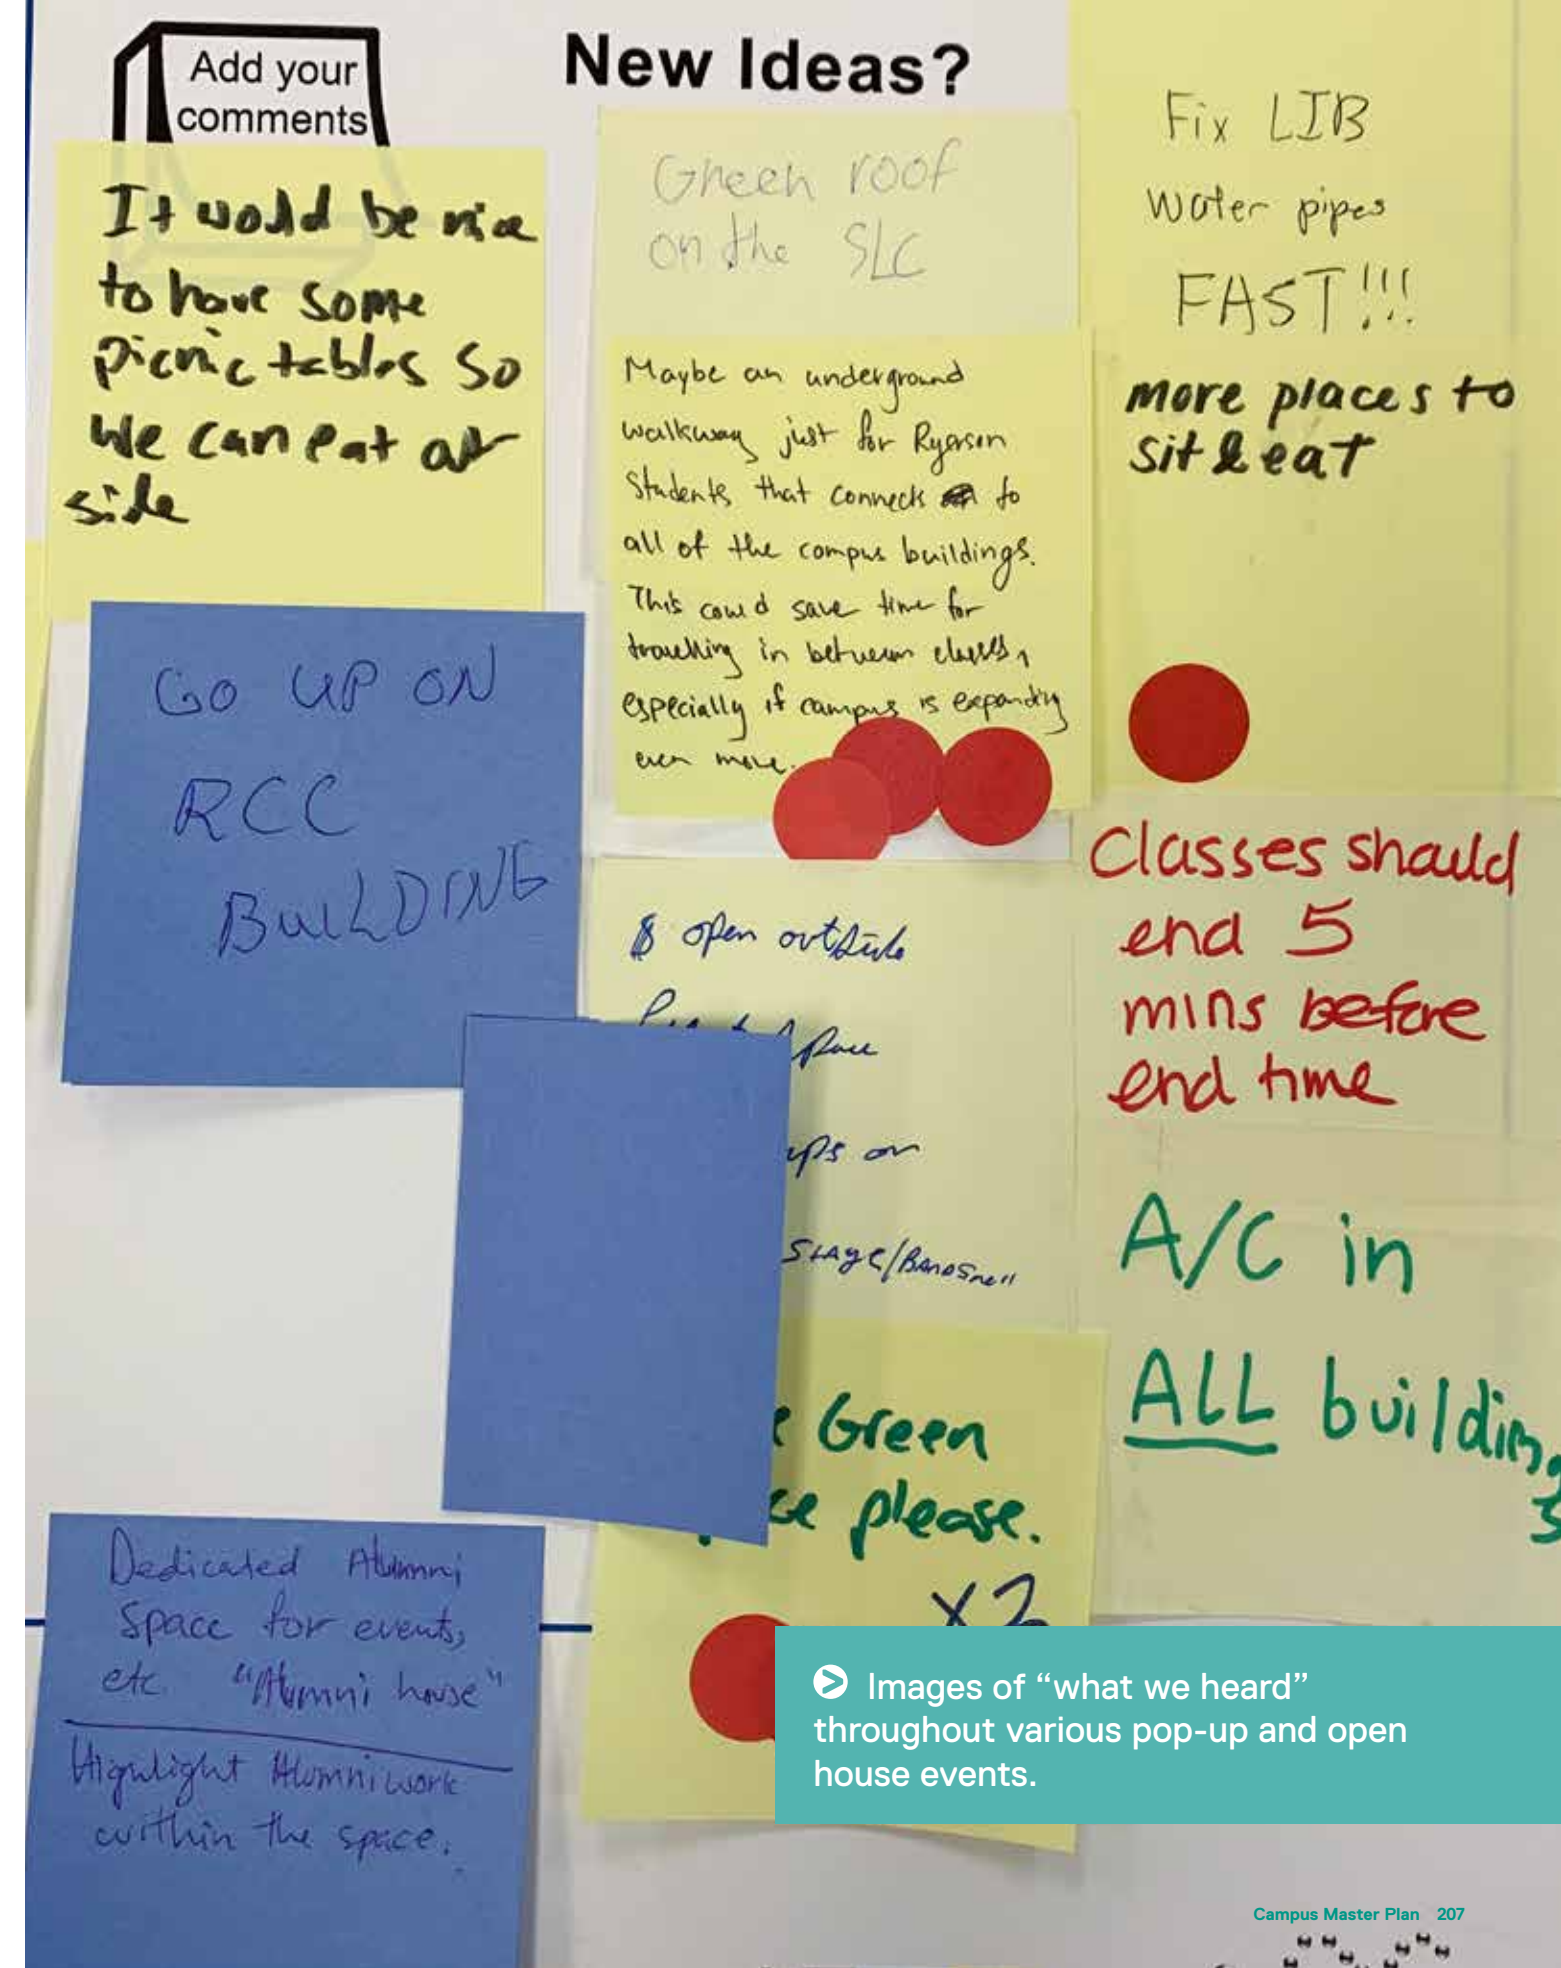 Add your
comments
New Ideas?
It would be nice
to have some
picnic tables so
we can eat out
side
Green roof
on the SLC
Fix LIB
Water pipes
FAST!!!
more places to
sit & eat
Maybe an underground
walkway just for Ryerson
Students that connects to
all of the campus buildings.
This could save time for
travelling in between classes,
especially if campus is expanding
even more.
GO UP ON
RCC
BUILDING
open outside
space
ps on
Stage/Bandshell
Classes should
end 5
mins before
end time
A/C in
ALL buildings
Green
please.
x2
Dedicated Alumni
Space for events,
etc "Alumni house"
Highlight Alumni work
within the space.
Images of “what we heard”
throughout various pop-up and open
house events.
Campus Master Plan 207